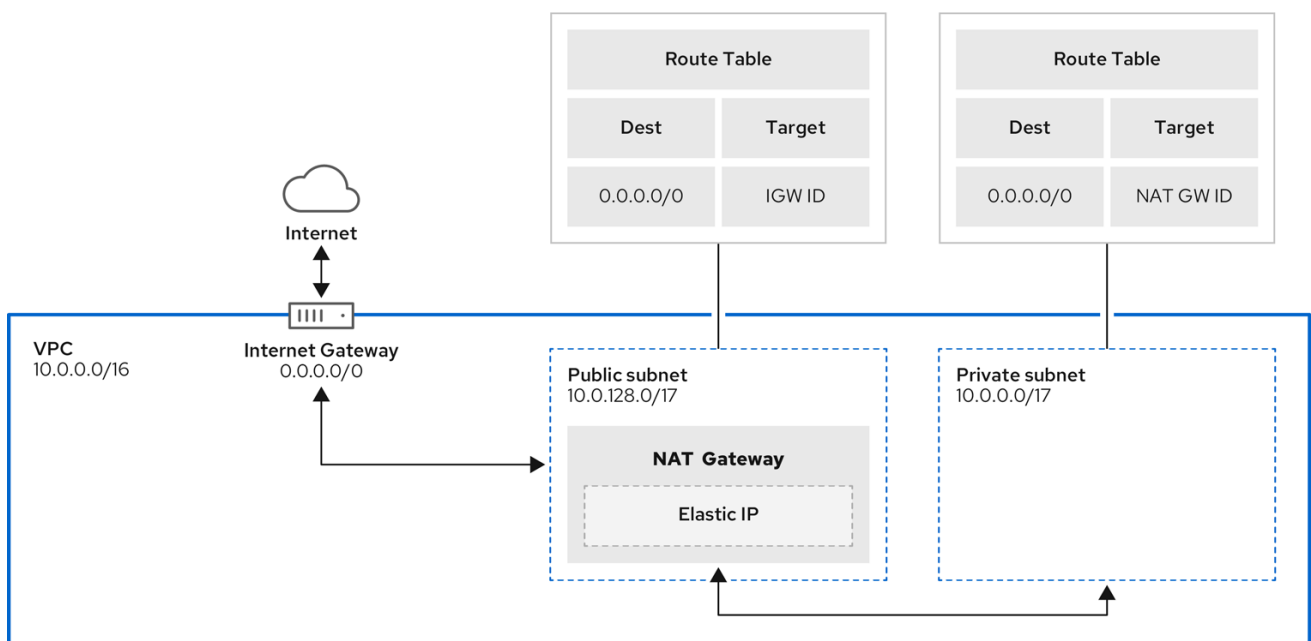 Route Table
Dest
Target
0.0.0.0/0
IGW ID
Route Table
Dest
Target
0.0.0.0/0
NAT GW ID
Internet
VPC
10.0.0.0/16
Internet Gateway
0.0.0.0/0
Public subnet
10.0.128.0/17
NAT Gateway
Elastic IP
Private subnet
10.0.0.0/17